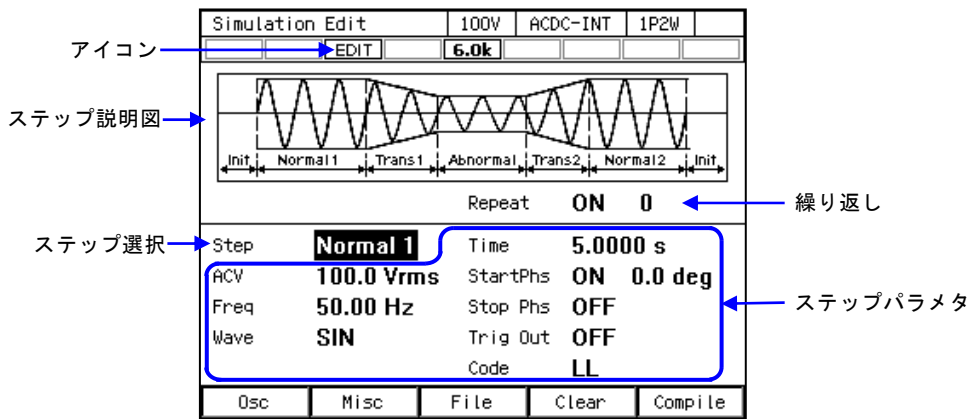 Simulation Edit 100V ACDC-INT 1P2W
アイコン EDIT 6.0k
ステップ説明図
Init Normal1 Trans1 Abnormal Trans2 Normal2 Init
Repeat ON 0 繰り返し
ステップ選択 Step Normal 1 Time 5.0000 s
ACV 100.0 Vrms StartPhs ON 0.0 deg
ステップパラメタ
Freq 50.00 Hz Stop Phs OFF
Wave SIN Trig Out OFF
Code LL
Osc Misc File Clear Compile